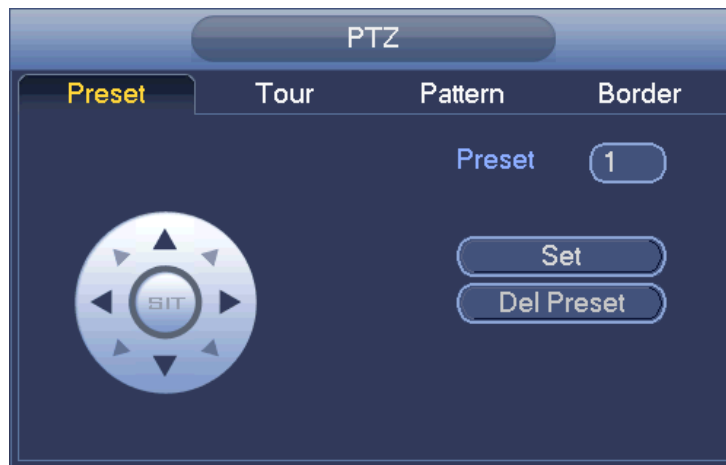 PTZ
Preset Tour Pattern Border
Preset 1
Set
SIT
Del Preset